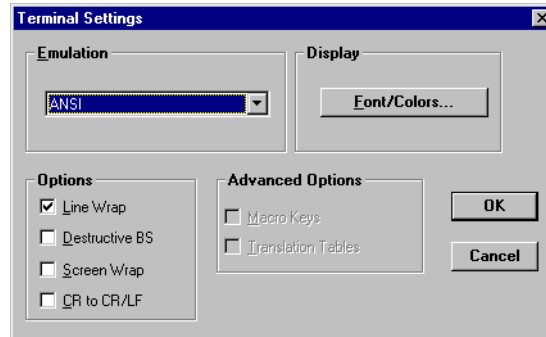 Terminal Settings
Emulation
ANSI
Display
Font/Colors...
Options
Line Wrap
Destructive BS
Screen Wrap
CR to CR/LF
Advanced Options
Macro Keys
Translation Tables
OK
Cancel